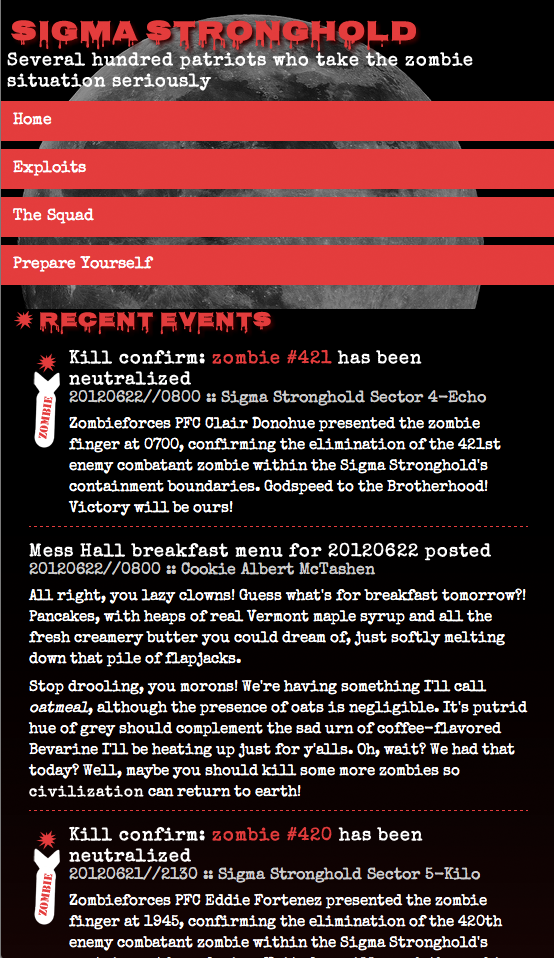 SIGMA STRONGHOLD
Several hundred patriots who take the zombie
situation seriously
Home
Exploits
The Squad
Prepare Yourself
RECENT EVENTS
Kill confirm: zombie #421 has been
neutralized
20120622//0800 :: Sigma Stronghold Sector 4-Echo
ZOMBIE
Zombieforces PFC Clair Donohue presented the zombie
finger at 0700, confirming the elimination of the 421st
enemy combatant zombie within the Sigma Stronghold's
containment boundaries. Godspeed to the Brotherhood!
Victory will be ours!
Mess Hall breakfast menu for 20120622 posted
20120622//0800 :: Cookie Albert McTashen
All right, you lazy clowns! Guess what's for breakfast tomorrow?!
Pancakes, with heaps of real Vermont maple syrup and all the
fresh creamery butter you could dream of, just softly melting
down that pile of flapjacks.
Stop drooling, you morons! We're having something I'll call
oatmeal, although the presence of oats is negligible. It's putrid
hue of grey should complement the sad urn of coffee-flavored
Bevarine I'll be heating up just for y'alls. Oh, wait? We had that
today? Well, maybe you should kill some more zombies so
civilization can return to earth!
Kill confirm: zombie #420 has been
neutralized
20120621//2130 :: Sigma Stronghold Sector 5-Kilo
ZOMBIE
Zombieforces PFC Eddie Fortenez presented the zombie
finger at 1945, confirming the elimination of the 420th
enemy combatant zombie within the Sigma Stronghold's